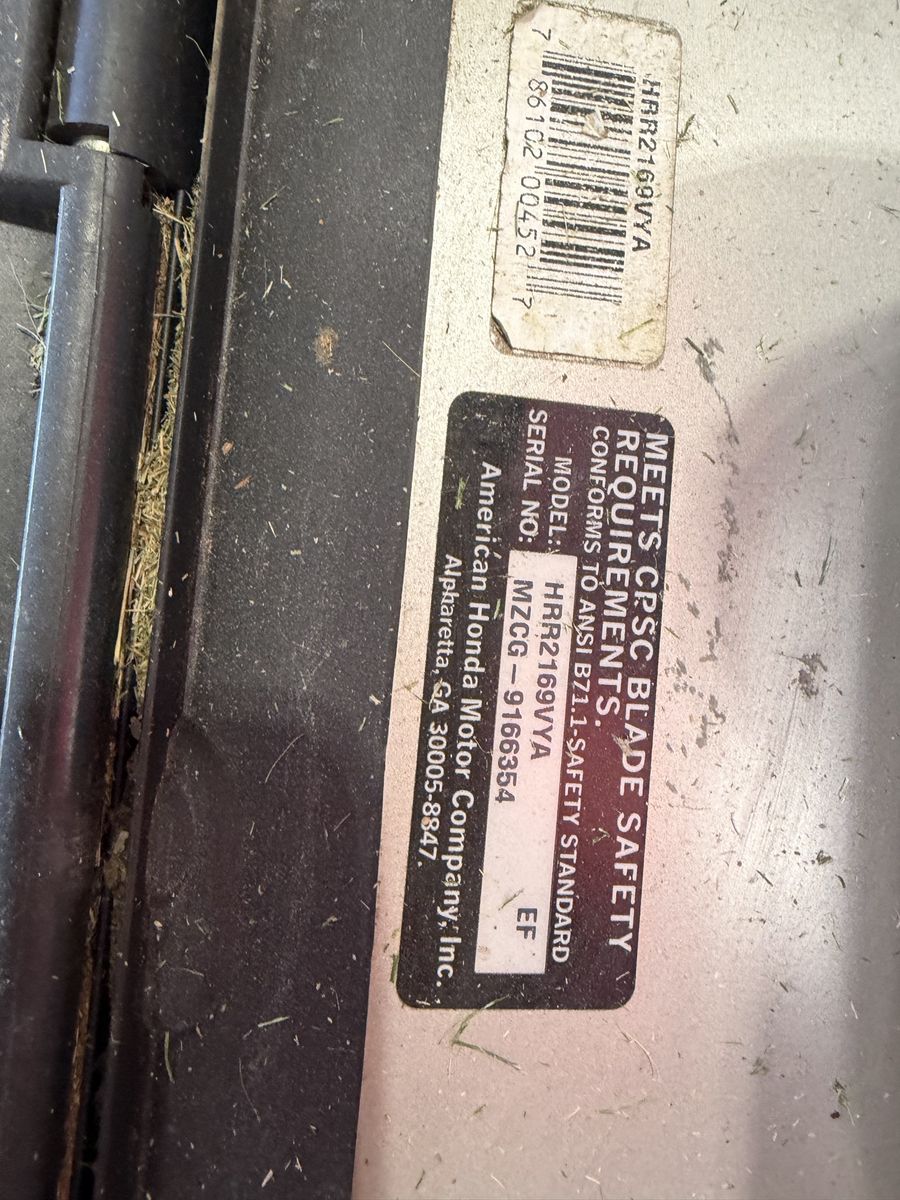 HRR2169VYA
7 86102 00452 7
MEETS CPSC BLADE SAFETY
REQUIREMENTS.
CONFORMS TO ANSI B71.1-SAFETY STANDARD
MODEL: HRR2169VYA
SERIAL NO: MZCG-9166354 EF
American Honda Motor Company, Inc.
Alpharetta, GA 30005-8847.